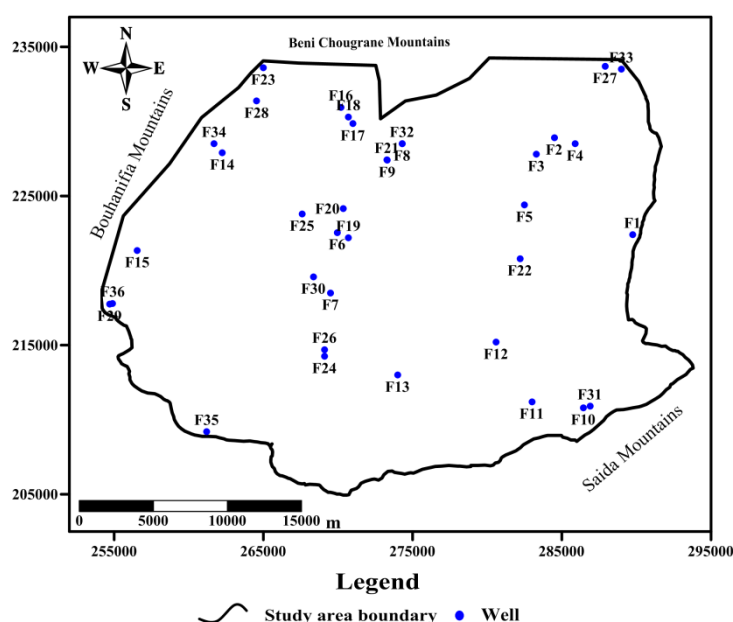 235000
225000
215000
205000
N
W E
S
Beni Chougrane Mountains
Bouhanifia Mountains
Saida Mountains
F23
F28
F34
F14
F15
F36
F29
F35
F16
F18
F17
F32
F21
F8
F9
F20
F25
F19
F6
F30
F7
F26
F24
F13
F33
F27
F2
F4
F3
F5
F1
F22
F12
F11
F31
F10
0 5000 10000 15000 m
255000 265000 275000 285000 295000
Legend
Study area boundary Well